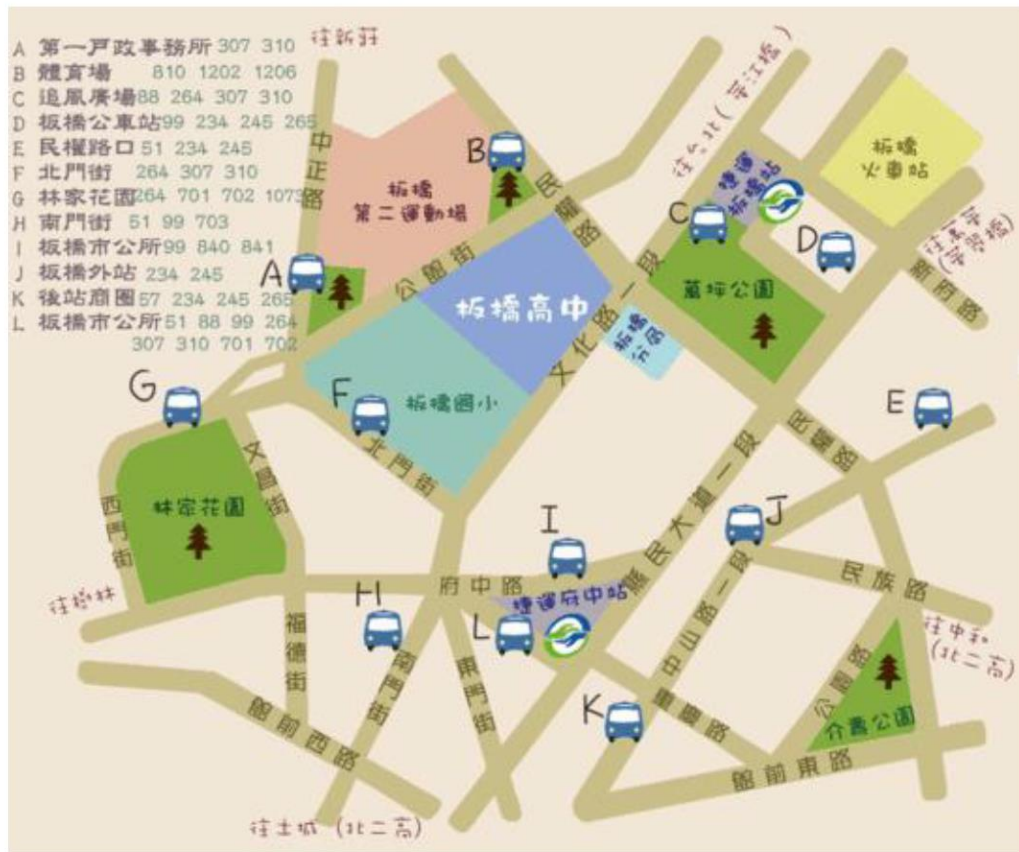 A 第一戶政事務所 307 310
B 體育場 810 1202 1206
C 追風廣場 88 264 307 310
D 板橋公車站 99 234 245 265
E 民權路口 51 234 245
F 北門街 264 307 310
G 林家花園 264 701 702 1073
H 南門街 51 99 703
I 板橋市公所 99 840 841
J 板橋外站 234 245
K 後站商圈 57 234 245 265
L 板橋市公所 51 88 99 264
307 310 701 702
往新莊
中正路
板橋
第二運動場
B
民權路
往台北(華江橋)
捷運
板橋站
板橋
火車站
C
D
新府路
A
公館街
板橋高中
文化路一段
板橋
分局
萬坪公園
G
F
板橋國小
北門街
E
民權路
縣民大道一段
文昌街
林家花園
西門街
往樹林
I
J
府中路
捷運府中站
民族路
H
L
福德街
南門街
東門街
中山路一段
往中和
(北二高)
公園路
介壽公園
K
重慶路
館前西路
館前東路
往土城 (北二高)